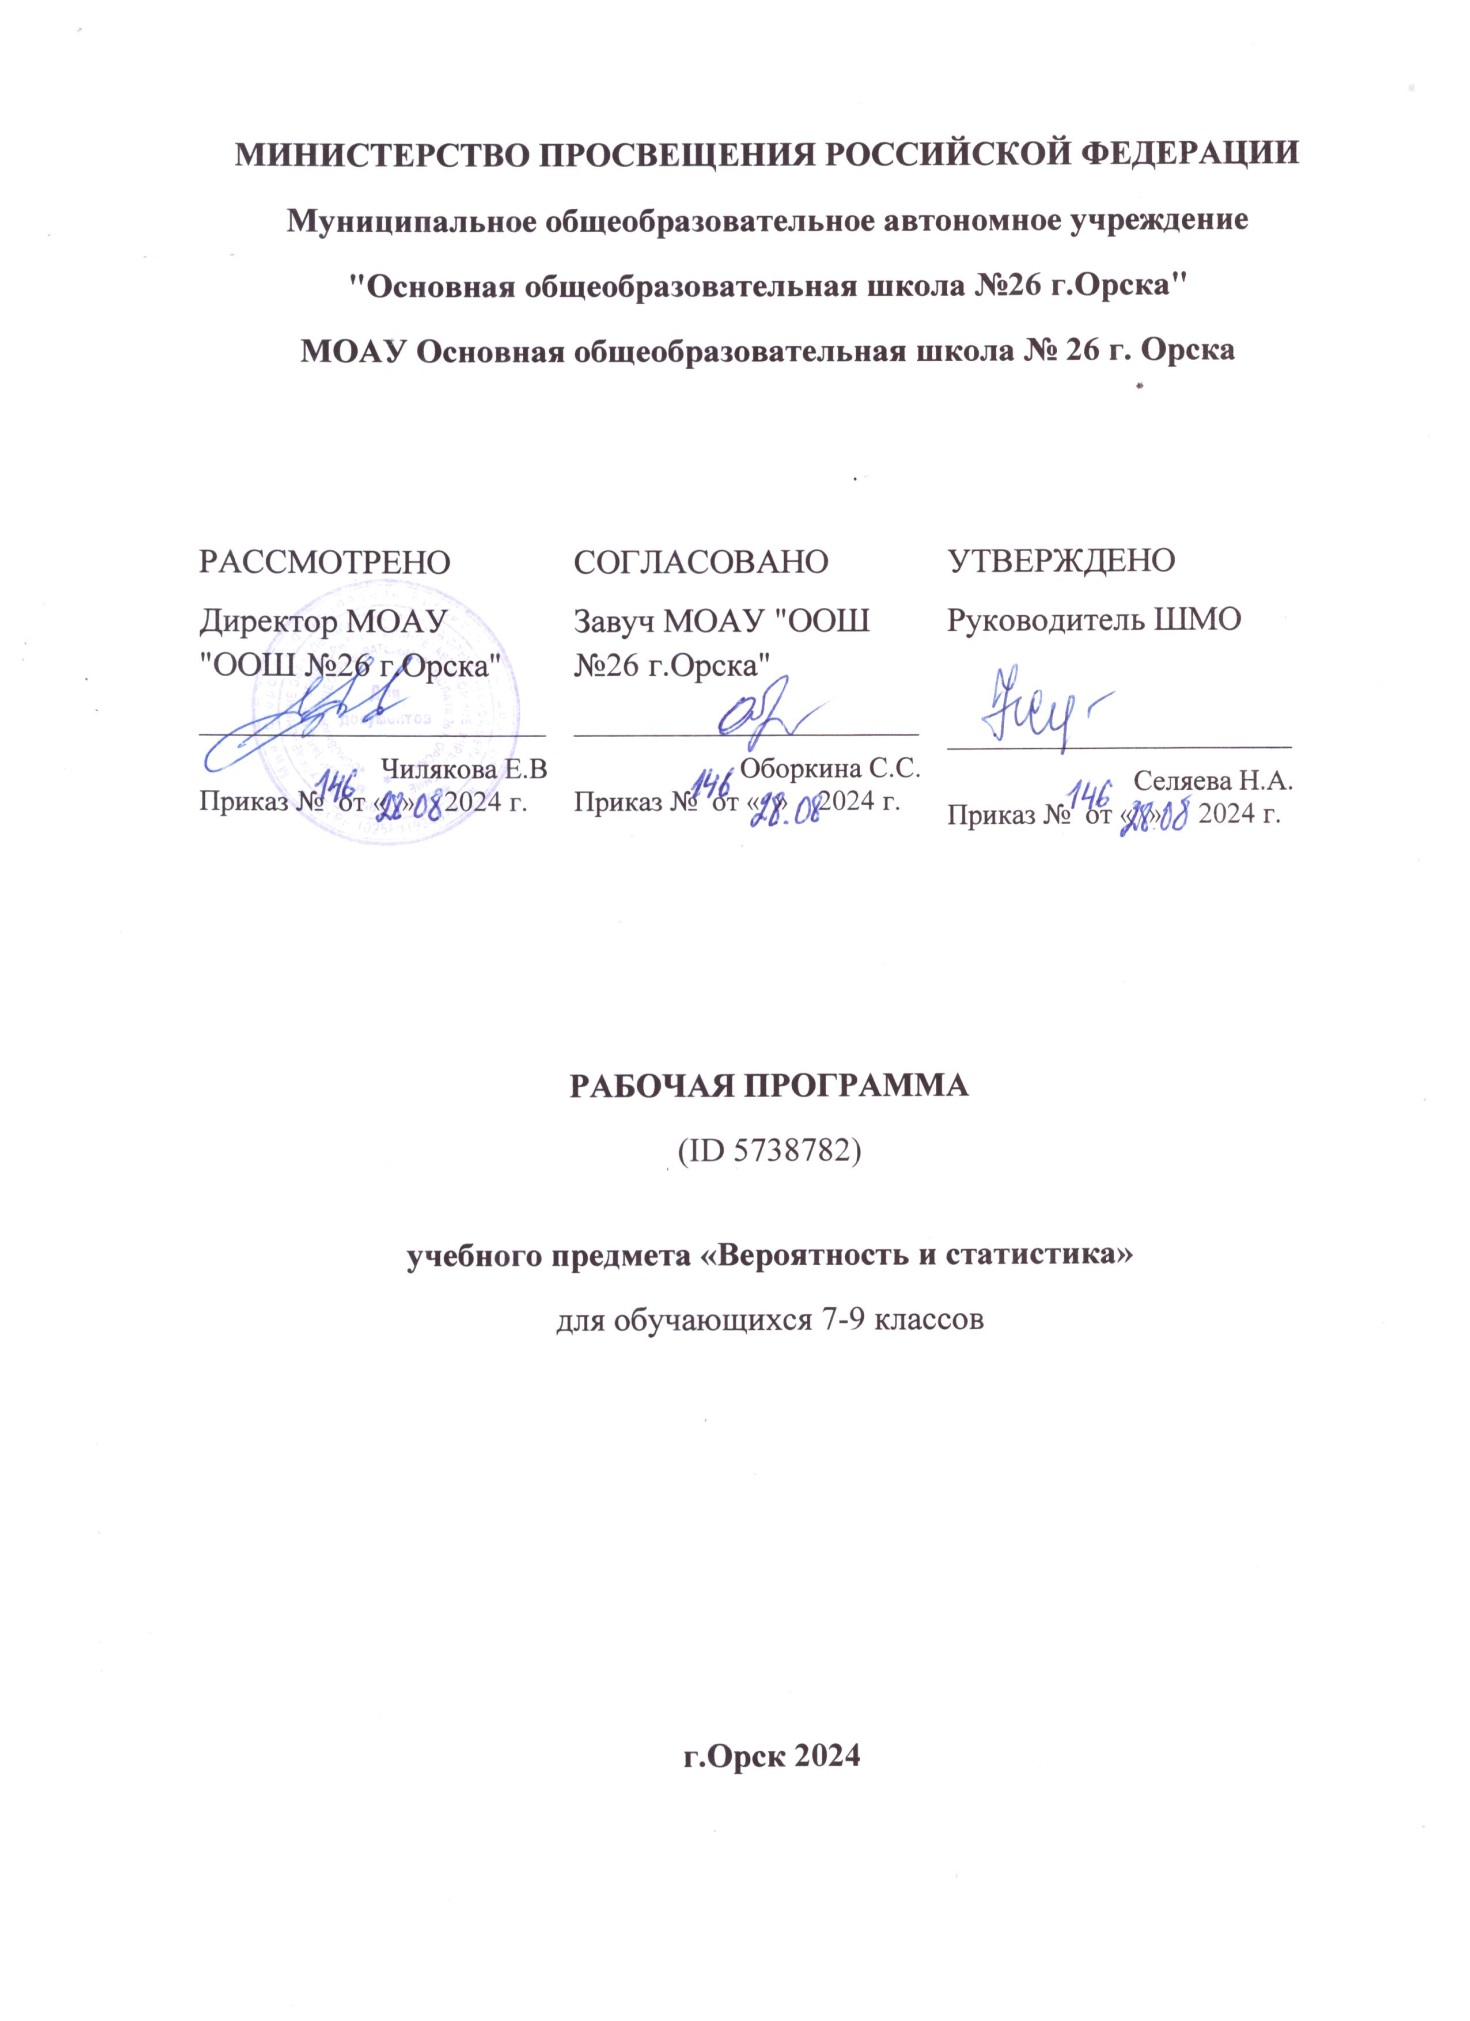 МИНИСТЕРСТВО ПРОСВЕЩЕНИЯ РОССИЙСКОЙ ФЕДЕРАЦИИ
Муниципальное общеобразовательное автономное учреждение
"Основная общеобразовательная школа №26 г.Орска"
МОАУ Основная общеобразовательная школа № 26 г. Орска
РАССМОТРЕНО
Директор МОАУ
"ООШ №26 г.Орска"
Чилякова Е.В
Приказ № 146 от «28» 08 2024 г.
СОГЛАСОВАНО
Завуч МОАУ "ООШ
№26 г.Орска"
Оборкина С.С.
Приказ № 146 от «28» 08 2024 г.
УТВЕРЖДЕНО
Руководитель ШМО
Селяева Н.А.
Приказ № 146 от «28» 08 2024 г.
документов
РАБОЧАЯ ПРОГРАММА
(ID 5738782)
учебного предмета «Вероятность и статистика»
для обучающихся 7-9 классов
г.Орск 2024